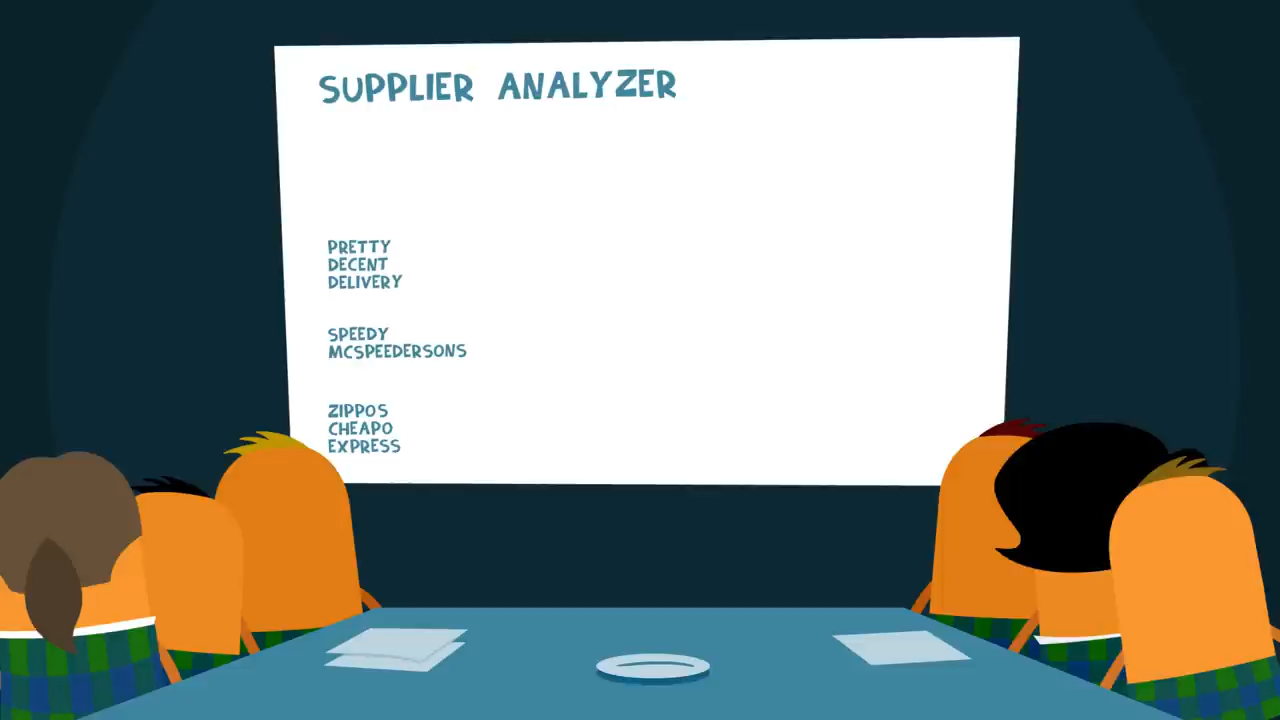 SUPPLIER ANALYZER
PRETTY
DECENT
DELIVERY
SPEEDY
MCSPEEDERSONS
ZIPPOS
CHEAPO
EXPRESS